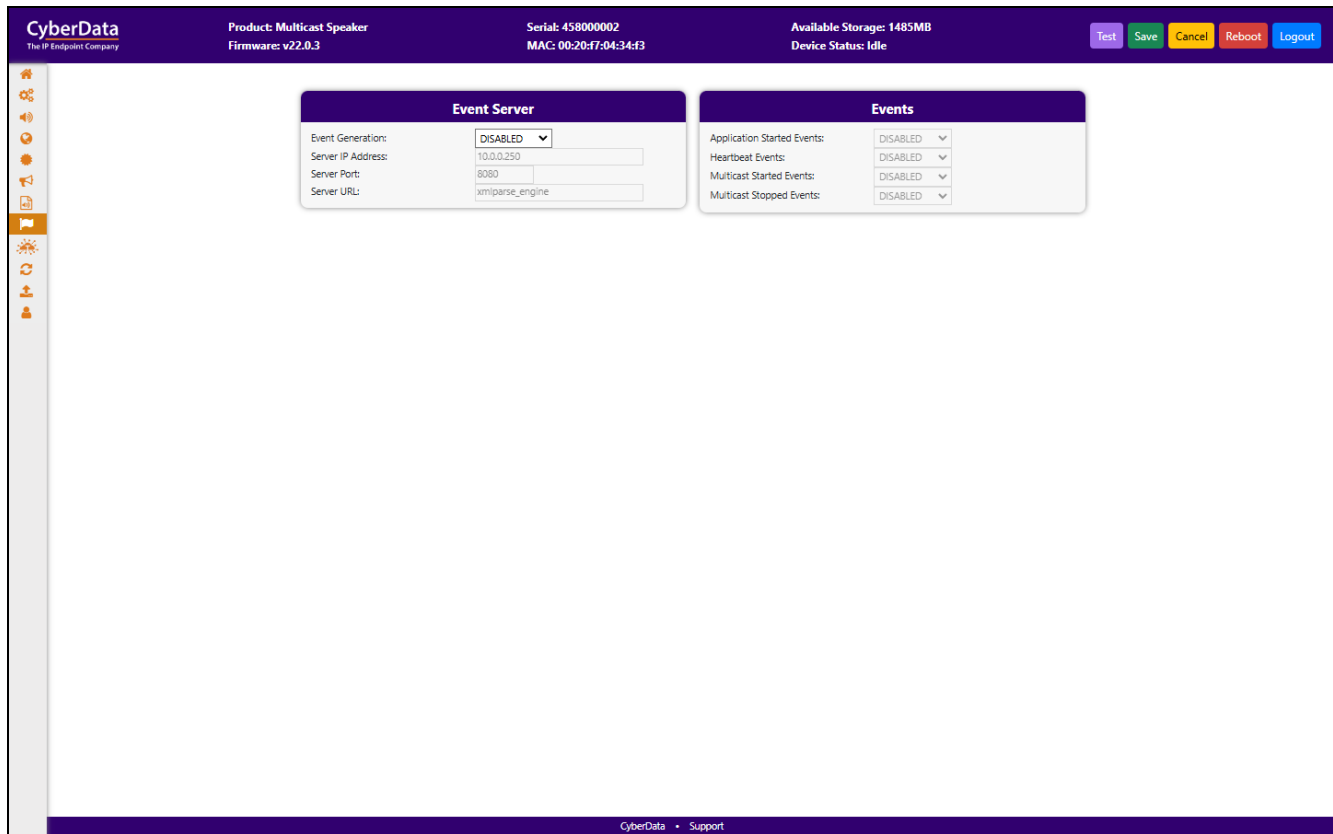 CyberData
The IP Endpoint Company
Product: Multicast Speaker
Firmware: v22.0.3
Serial: 458000002
MAC: 00:20:f7:04:34:f3
Available Storage: 1485MB
Device Status: Idle
Test Save Cancel Reboot Logout
Event Server
Event Generation: DISABLED
Server IP Address: 10.0.0.250
Server Port: 8080
Server URL: xmlparse_engine
Events
Application Started Events: DISABLED
Heartbeat Events: DISABLED
Multicast Started Events: DISABLED
Multicast Stopped Events: DISABLED
CyberData • Support